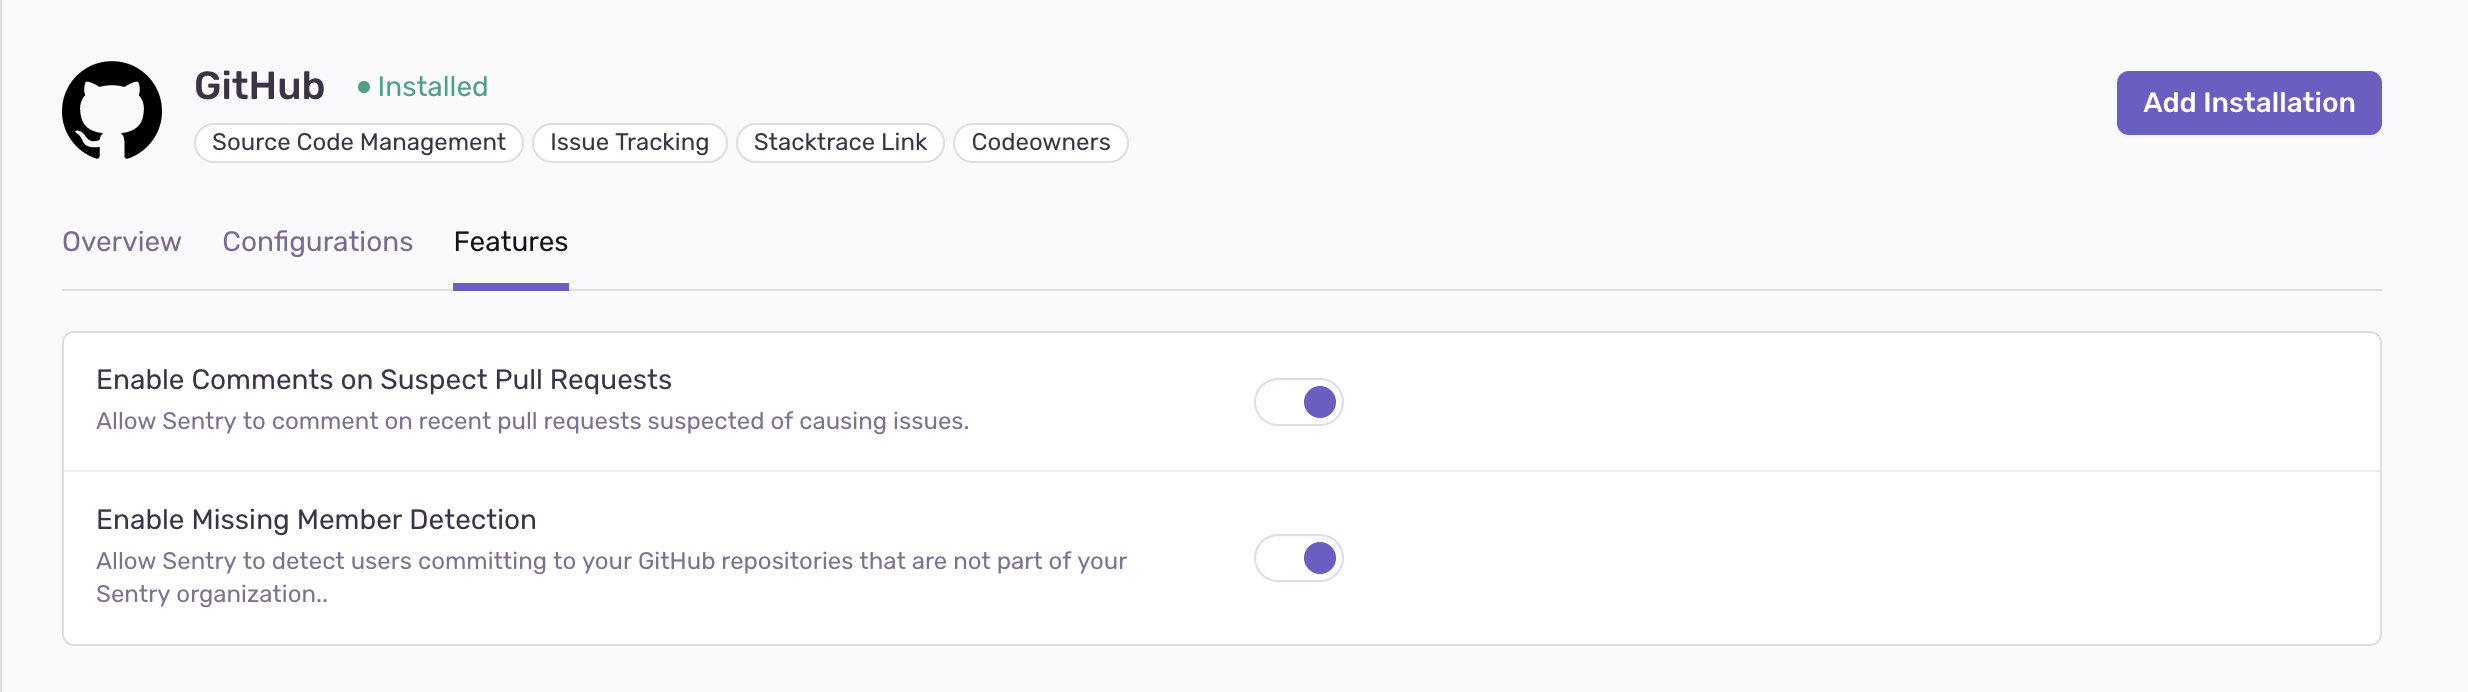 GitHub
Installed
Add Installation
Source Code Management
Issue Tracking
Stacktrace Link
Codeowners
Overview
Configurations
Features
Enable Comments on Suspect Pull Requests
Allow Sentry to comment on recent pull requests suspected of causing issues.
Enable Missing Member Detection
Allow Sentry to detect users committing to your GitHub repositories that are not part of your
Sentry organization..